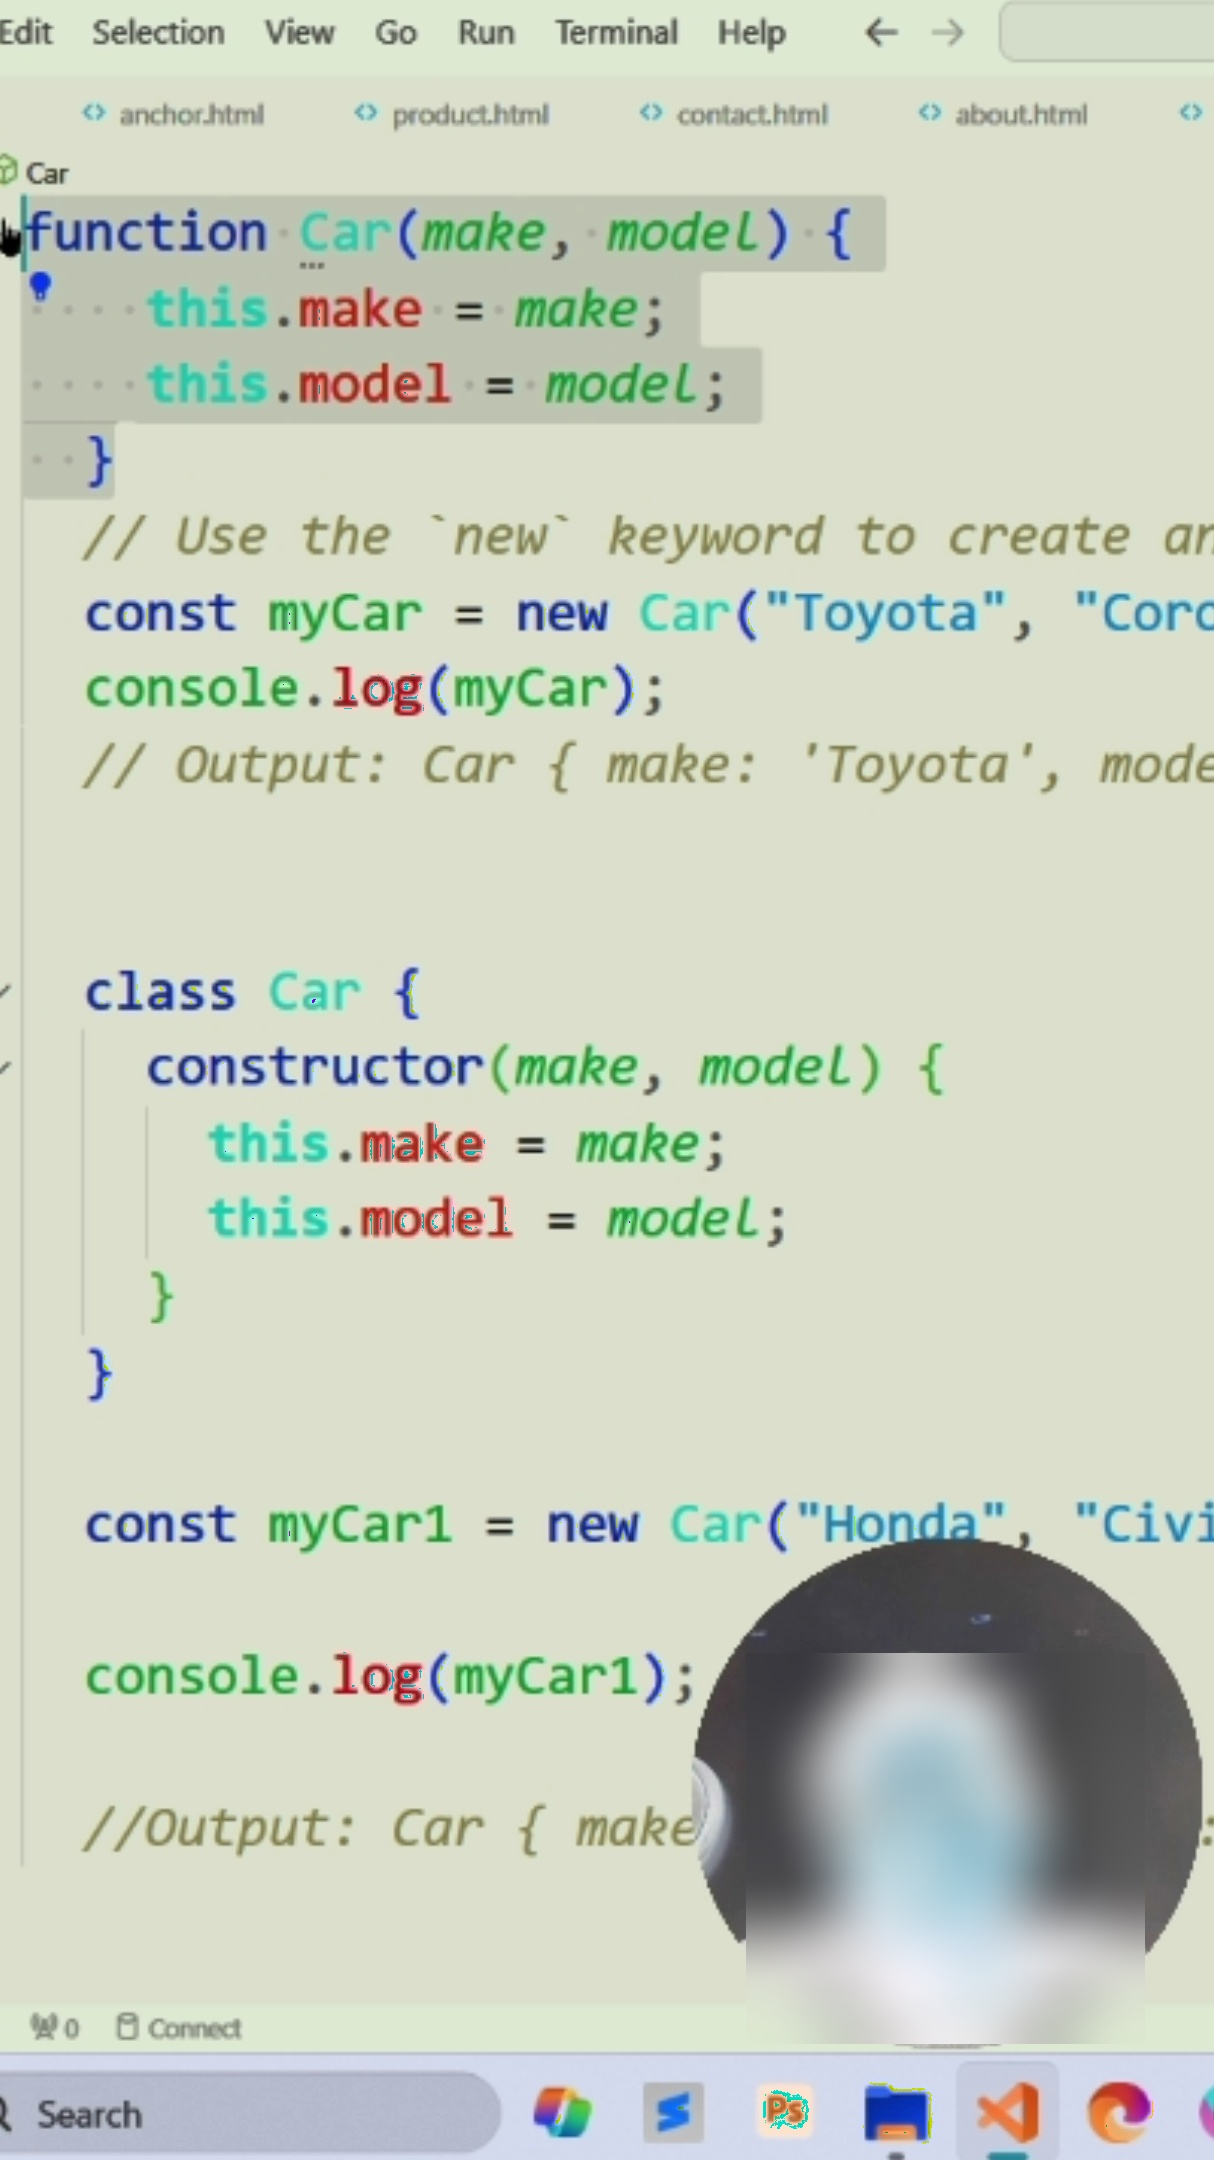 Edit Selection View Go Run Terminal Help
anchor.html product.html contact.html about.html
Car
function Car(make, model) {
this.make = make;
this.model = model;
}
// Use the `new` keyword to create an
const myCar = new Car("Toyota", "Coro
console.log(myCar);
// Output: Car { make: 'Toyota', mode
class Car {
constructor(make, model) {
this.make = make;
this.model = model;
}
}
const myCar1 = new Car("Honda", "Civi
console.log(myCar1);
//Output: Car { make :
0 Connect
Search
Ps